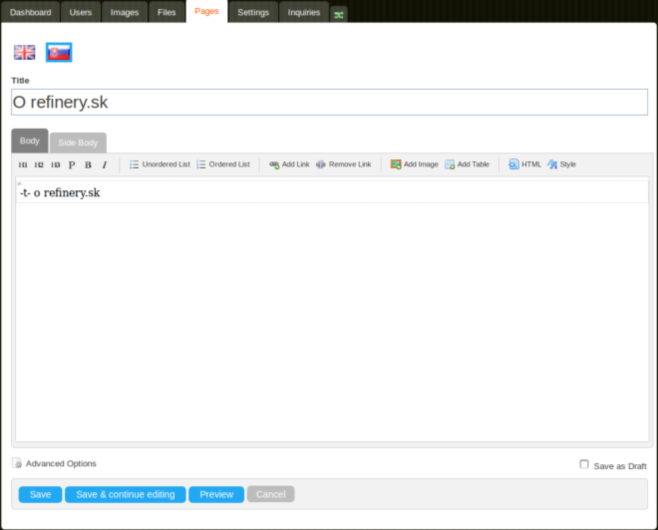 Dashboard Users Images Files Pages Settings Inquiries
Title
O refinery.sk
Body Side Body
H1 H2 H3 P B I Unordered List Ordered List Add Link Remove Link Add Image Add Table HTML Style
-t- o refinery.sk
Advanced Options Save as Draft
Save Save & continue editing Preview Cancel